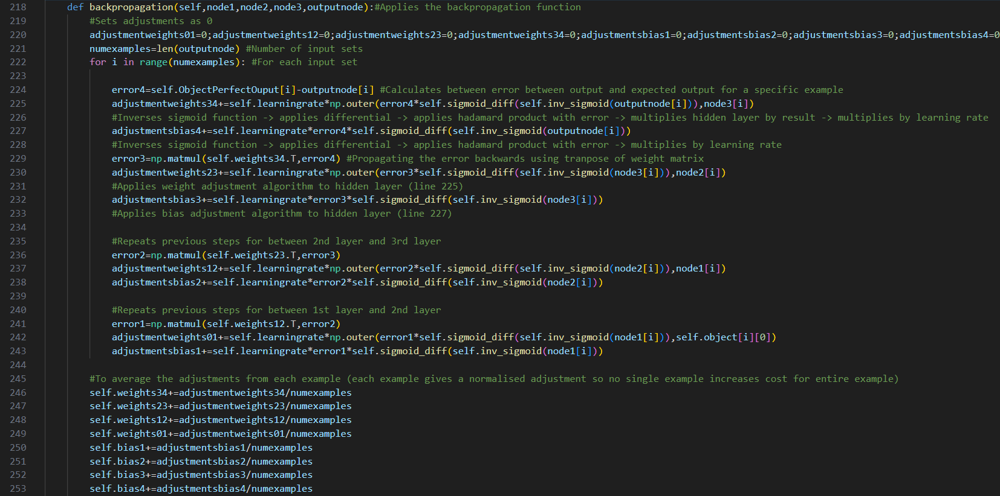 218 def backpropagation(self,node1,node2,node3,outputnode):#Applies the backpropagation function
219 #Sets adjustments as 0
220 adjustmentweights01=0;adjustmentweights12=0;adjustmentweights23=0;adjustmentweights34=0;adjustmentsbias1=0;adjustmentsbias2=0;adjustmentsbias3=0;adjustmentsbias4=0
221 numexamples=len(outputnode) #Number of input sets
222 for i in range(numexamples): #For each input set
223
224 error4=self.ObjectPerfectOuput[i]-outputnode[i] #Calculates between error between output and expected output for a specific example
225 adjustmentweights34+=self.learningrate*np.outer(error4*self.sigmoid_diff(self.inv_sigmoid(outputnode[i])),node3[i])
226 #Inverses sigmoid function -> applies differential -> applies hadamard product with error -> multiplies hidden layer by result -> multiplies by learning rate
227 adjustmentsbias4+=self.learningrate*error4*self.sigmoid_diff(self.inv_sigmoid(outputnode[i]))
228 #Inverses sigmoid function -> applies differential -> applies hadamard product with error -> multiplies by learning rate
229 error3=np.matmul(self.weights34.T,error4) #Propagating the error backwards using tranpose of weight matrix
230 adjustmentweights23+=self.learningrate*np.outer(error3*self.sigmoid_diff(self.inv_sigmoid(node3[i])),node2[i])
231 #Applies weight adjustment algorithm to hidden layer (line 225)
232 adjustmentsbias3+=self.learningrate*error3*self.sigmoid_diff(self.inv_sigmoid(node3[i]))
233 #Applies bias adjustment algorithm to hidden layer (line 227)
234
235 #Repeats previous steps for between 2nd layer and 3rd layer
236 error2=np.matmul(self.weights23.T,error3)
237 adjustmentweights12+=self.learningrate*np.outer(error2*self.sigmoid_diff(self.inv_sigmoid(node2[i])),node1[i])
238 adjustmentsbias2+=self.learningrate*error2*self.sigmoid_diff(self.inv_sigmoid(node2[i]))
239
240 #Repeats previous steps for between 1st layer and 2nd layer
241 error1=np.matmul(self.weights12.T,error2)
242 adjustmentweights01+=self.learningrate*np.outer(error1*self.sigmoid_diff(self.inv_sigmoid(node1[i])),self.object[i][0])
243 adjustmentsbias1+=self.learningrate*error1*self.sigmoid_diff(self.inv_sigmoid(node1[i]))
244
245 #To average the adjustments from each example (each example gives a normalised adjustment so no single example increases cost for entire example)
246 self.weights34+=adjustmentweights34/numexamples
247 self.weights23+=adjustmentweights23/numexamples
248 self.weights12+=adjustmentweights12/numexamples
249 self.weights01+=adjustmentweights01/numexamples
250 self.bias1+=adjustmentsbias1/numexamples
251 self.bias2+=adjustmentsbias2/numexamples
252 self.bias3+=adjustmentsbias3/numexamples
253 self.bias4+=adjustmentsbias4/numexamples